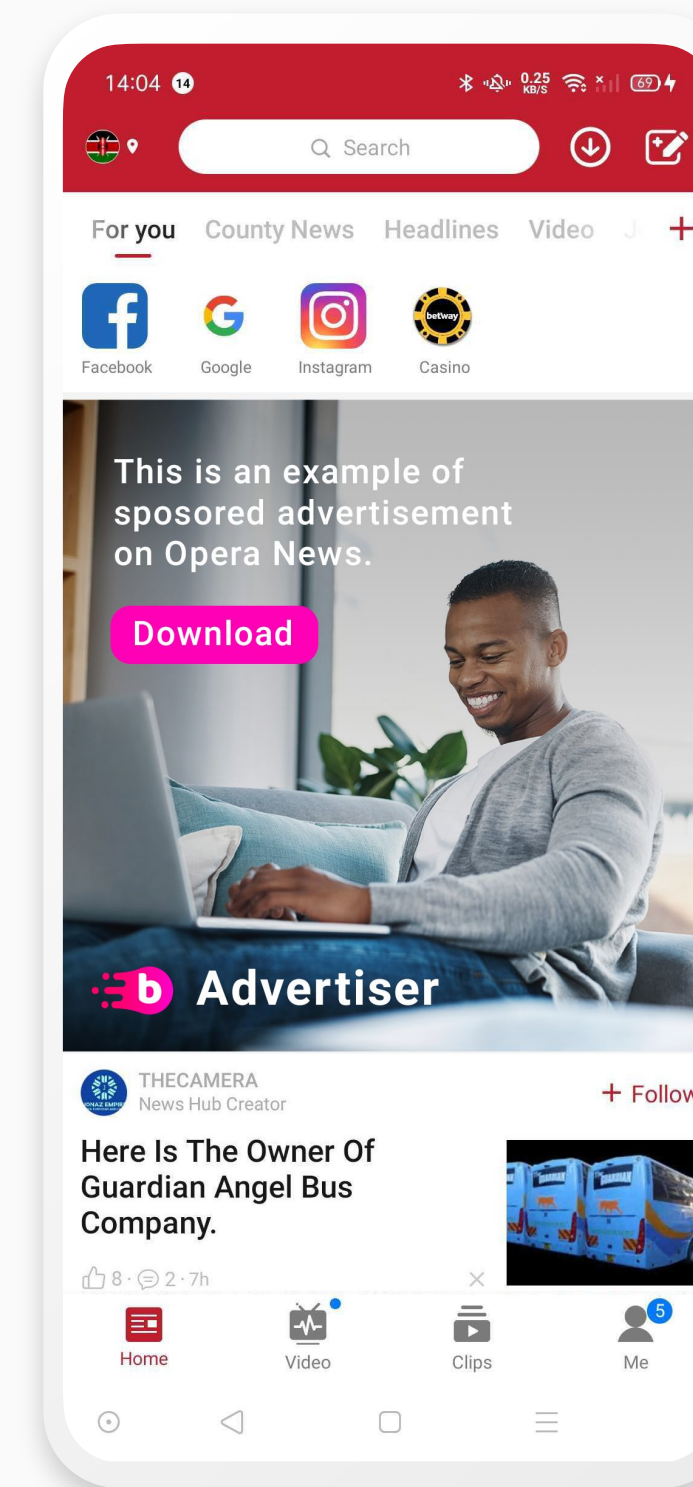 14:04 14
0.25
KB/S
69
Search
For you County News Headlines Video J
f
Facebook
G
Google
Instagram
betway
Casino
This is an example of
sposored advertisement
on Opera News.
Download
b Advertiser
THECAMERA
News Hub Creator
+ Follow
Here Is The Owner Of
Guardian Angel Bus
Company.
8 · 2 · 7h
GUARDIAN
Home
Video
Clips
5
Me